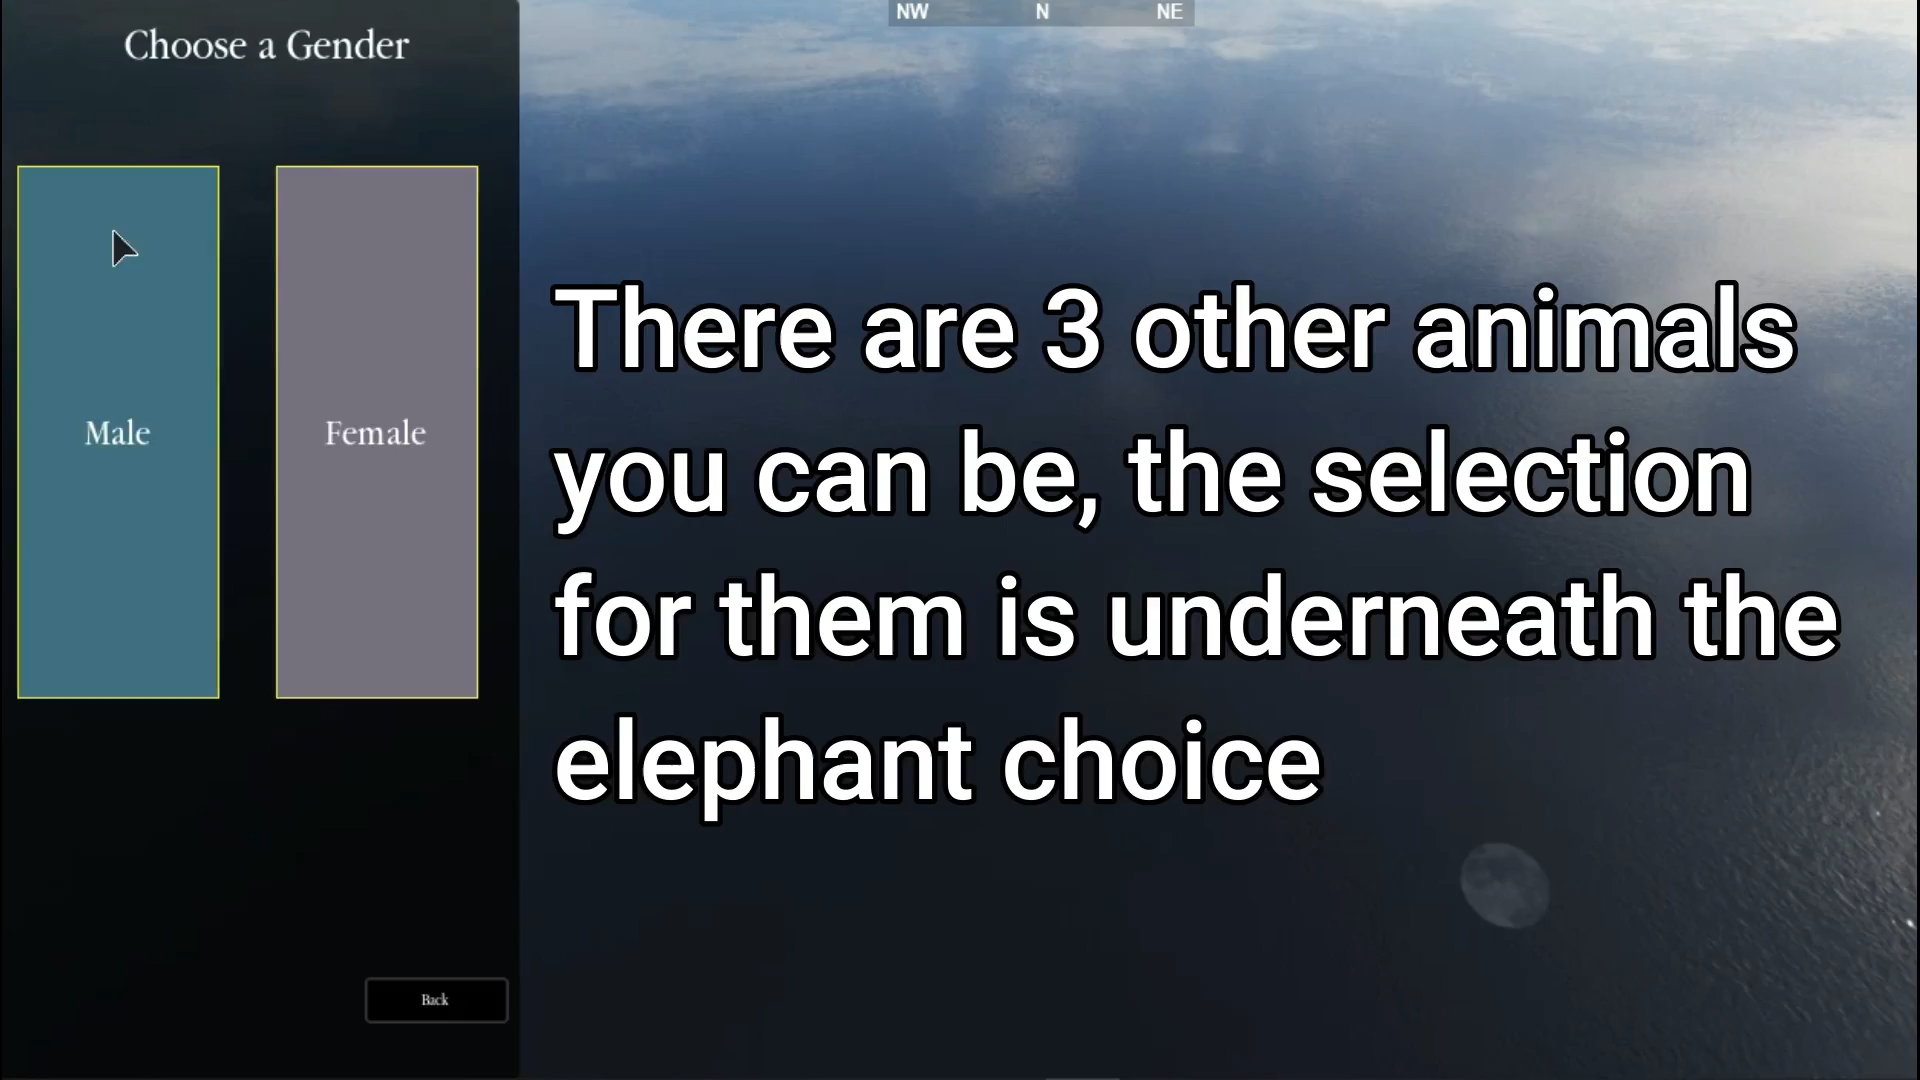 NW N NE
Choose a Gender
Male Female
There are 3 other animals
you can be, the selection
for them is underneath the
elephant choice
Back